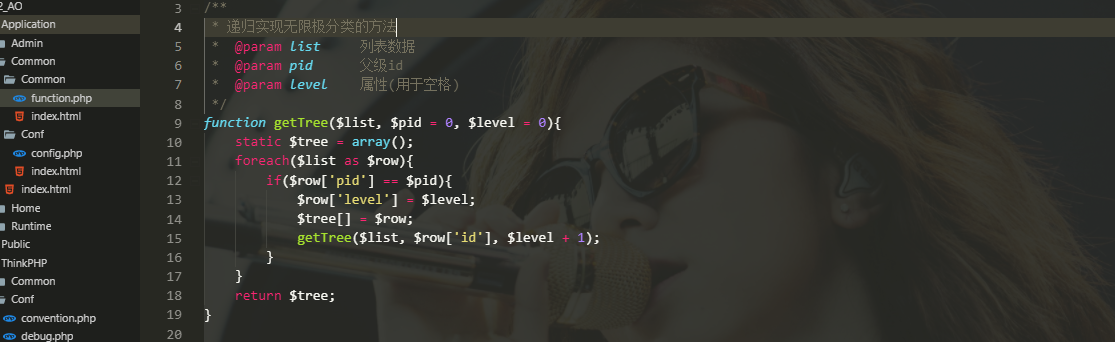 2_AO
Application
Admin
Common
Common
function.php
index.html
Conf
config.php
index.html
index.html
Home
Runtime
Public
ThinkPHP
Common
Conf
convention.php
debug.php
3 /**
4 * 递归实现无限极分类的方法
5 * @param list 列表数据
6 * @param pid 父级id
7 * @param level 属性(用于空格)
8 */
9 function getTree($list, $pid = 0, $level = 0){
10 static $tree = array();
11 foreach($list as $row){
12 if($row['pid'] == $pid){
13 $row['level'] = $level;
14 $tree[] = $row;
15 getTree($list, $row['id'], $level + 1);
16 }
17 }
18 return $tree;
19 }
20